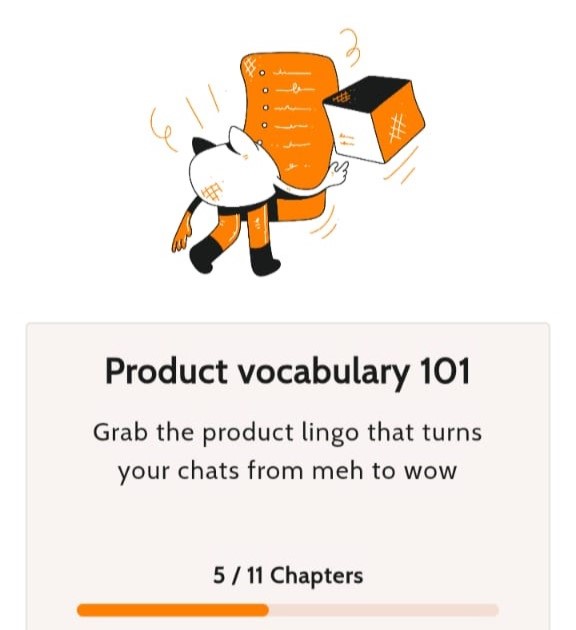 Product vocabulary 101
Grab the product lingo that turns
your chats from meh to wow
5 / 11 Chapters